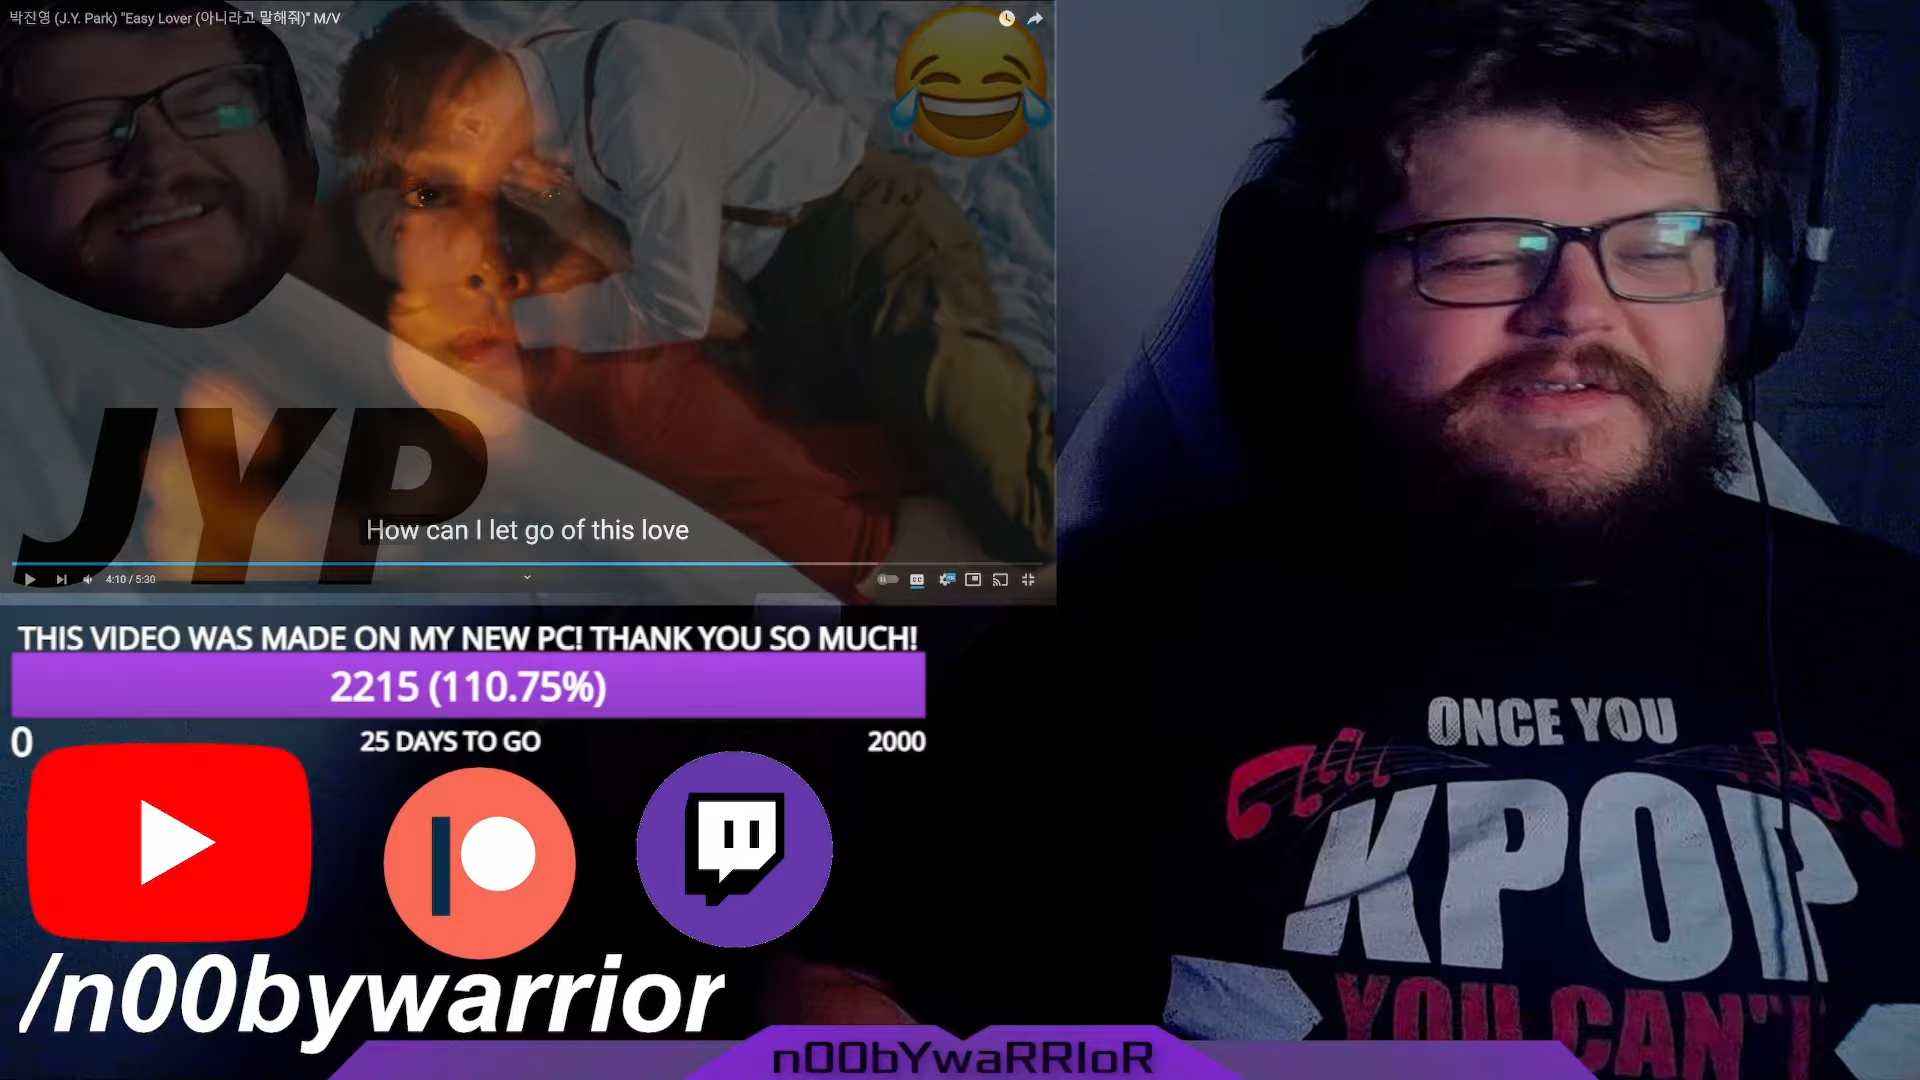 박진영 (J.Y. Park) "Easy Lover (아니라고 말해줘)" M/V
JYP
How can I let go of this love
4:10 / 5:30
CC
THIS VIDEO WAS MADE ON MY NEW PC! THANK YOU SO MUCH!
2215 (110.75%)
0
25 DAYS TO GO
2000
/n00bywarrior
n00bYwaRRIoR
ONCE YOU
KPOP
YOU CAN'T